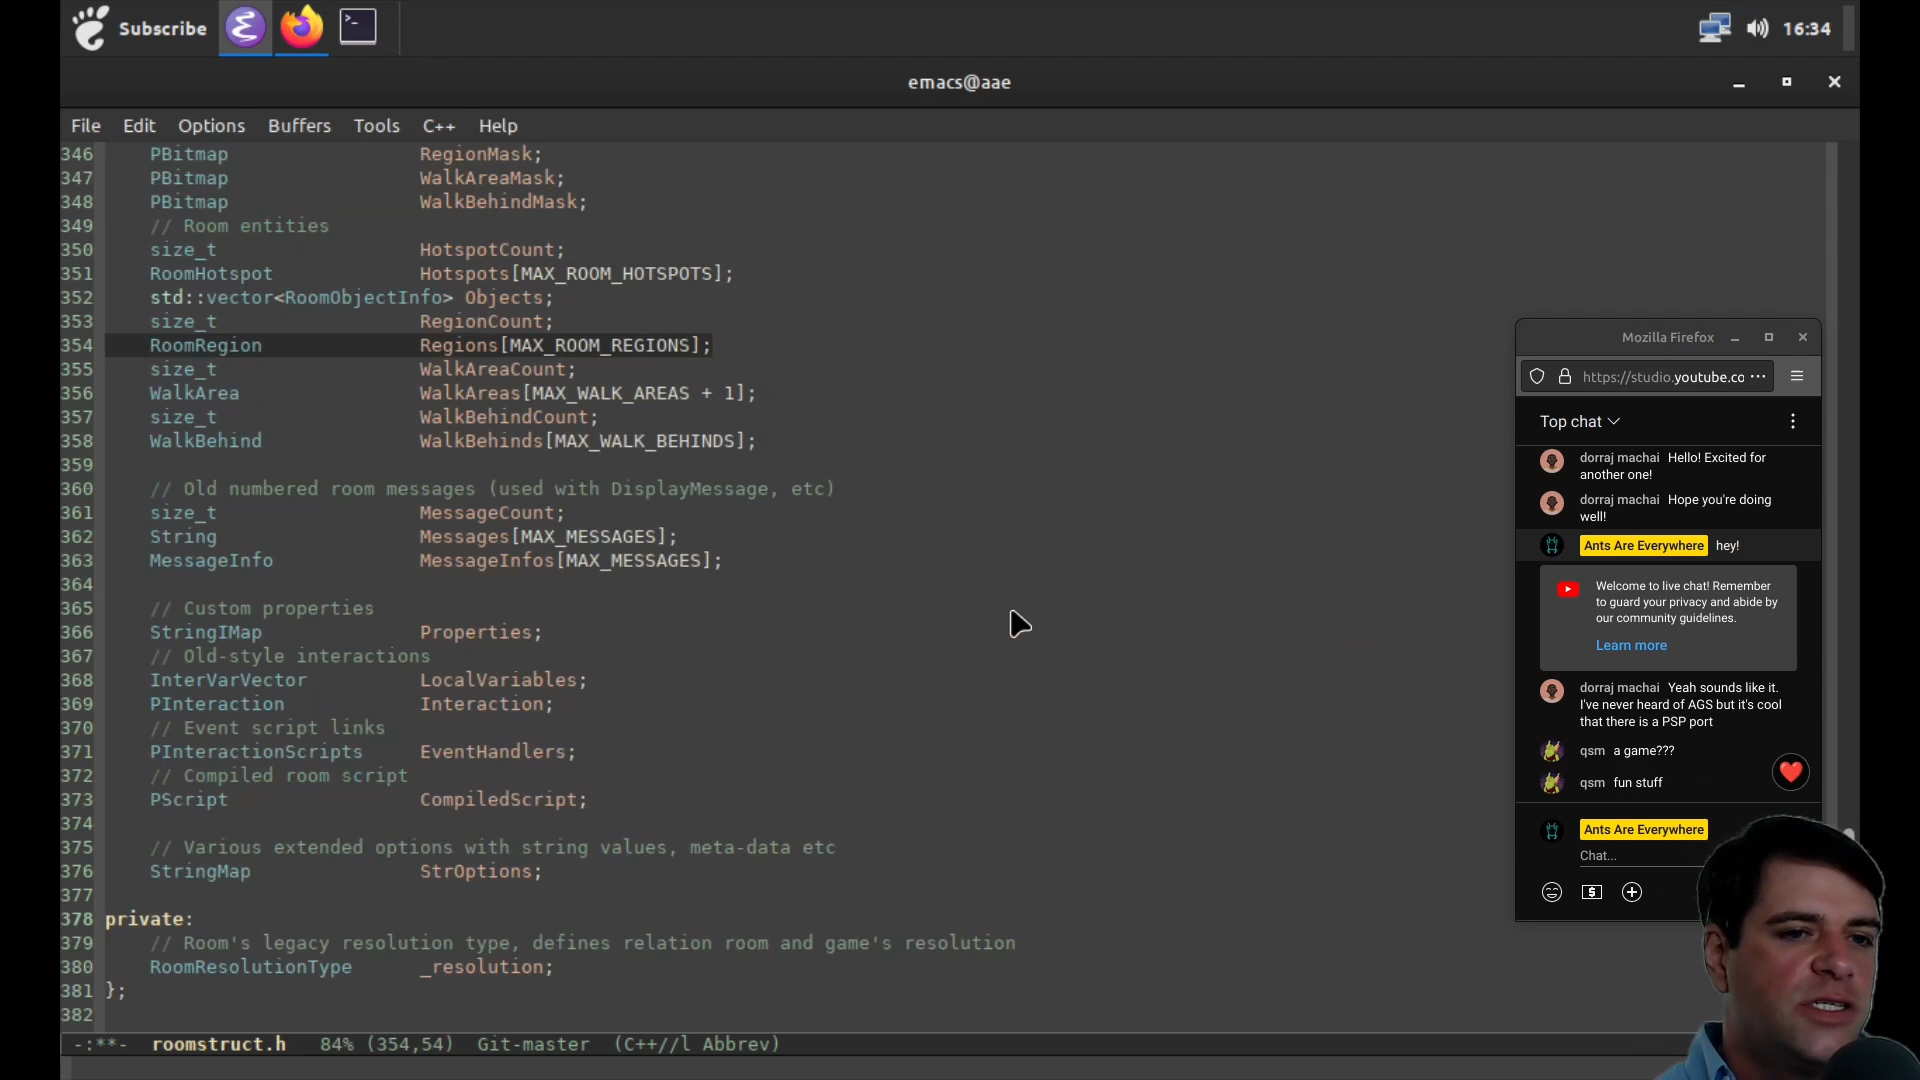 Subscribe
16:34
emacs@aae
File Edit Options Buffers Tools C++ Help
346 PBitmap RegionMask;
347 PBitmap WalkAreaMask;
348 PBitmap WalkBehindMask;
349 // Room entities
350 size_t HotspotCount;
351 RoomHotspot Hotspots[MAX_ROOM_HOTSPOTS];
352 std::vector<RoomObjectInfo> Objects;
353 size_t RegionCount;
354 RoomRegion Regions[MAX_ROOM_REGIONS];
355 size_t WalkAreaCount;
356 WalkArea WalkAreas[MAX_WALK_AREAS + 1];
357 size_t WalkBehindCount;
358 WalkBehind WalkBehinds[MAX_WALK_BEHINDS];
359
360 // Old numbered room messages (used with DisplayMessage, etc)
361 size_t MessageCount;
362 String Messages[MAX_MESSAGES];
363 MessageInfo MessageInfos[MAX_MESSAGES];
364
365 // Custom properties
366 StringIMap Properties;
367 // Old-style interactions
368 InterVarVector LocalVariables;
369 PInteraction Interaction;
370 // Event script links
371 PInteractionScripts EventHandlers;
372 // Compiled room script
373 PScript CompiledScript;
374
375 // Various extended options with string values, meta-data etc
376 StringMap StrOptions;
377
378 private:
379 // Room's legacy resolution type, defines relation room and game's resolution
380 RoomResolutionType _resolution;
381 };
382
-:**- roomstruct.h 84% (354,54) Git-master (C++//l Abbrev)
Mozilla Firefox
https://studio.youtube.co
Top chat
dorraj machai Hello! Excited for
another one!
dorraj machai Hope you're doing
well!
Ants Are Everywhere hey!
Welcome to live chat! Remember
to guard your privacy and abide by
our community guidelines.
Learn more
dorraj machai Yeah sounds like it.
I've never heard of AGS but it's cool
that there is a PSP port
qsm a game???
qsm fun stuff
Ants Are Everywhere
Chat...